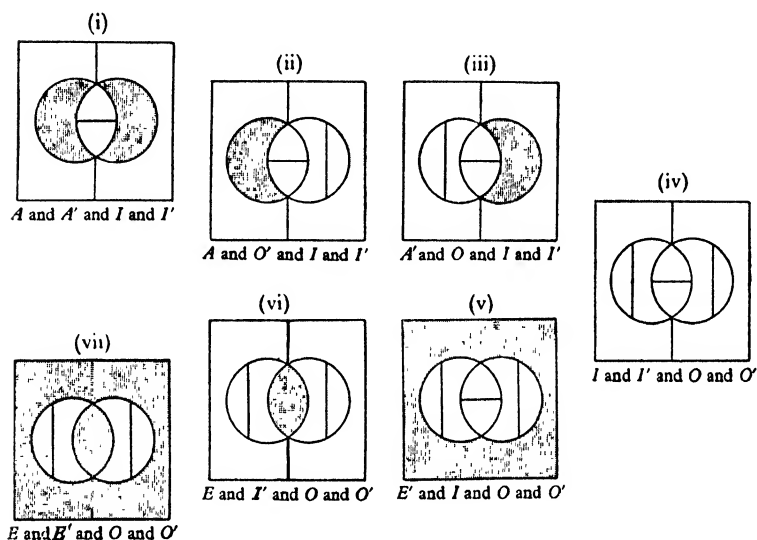 (i)
A and A' and I and I'
(ii)
A and O' and I and I'
(iii)
A' and O and I and I'
(iv)
I and I' and O and O'
(vii)
E and E' and O and O'
(vi)
E and I' and O and O'
(v)
E' and I and O and O'